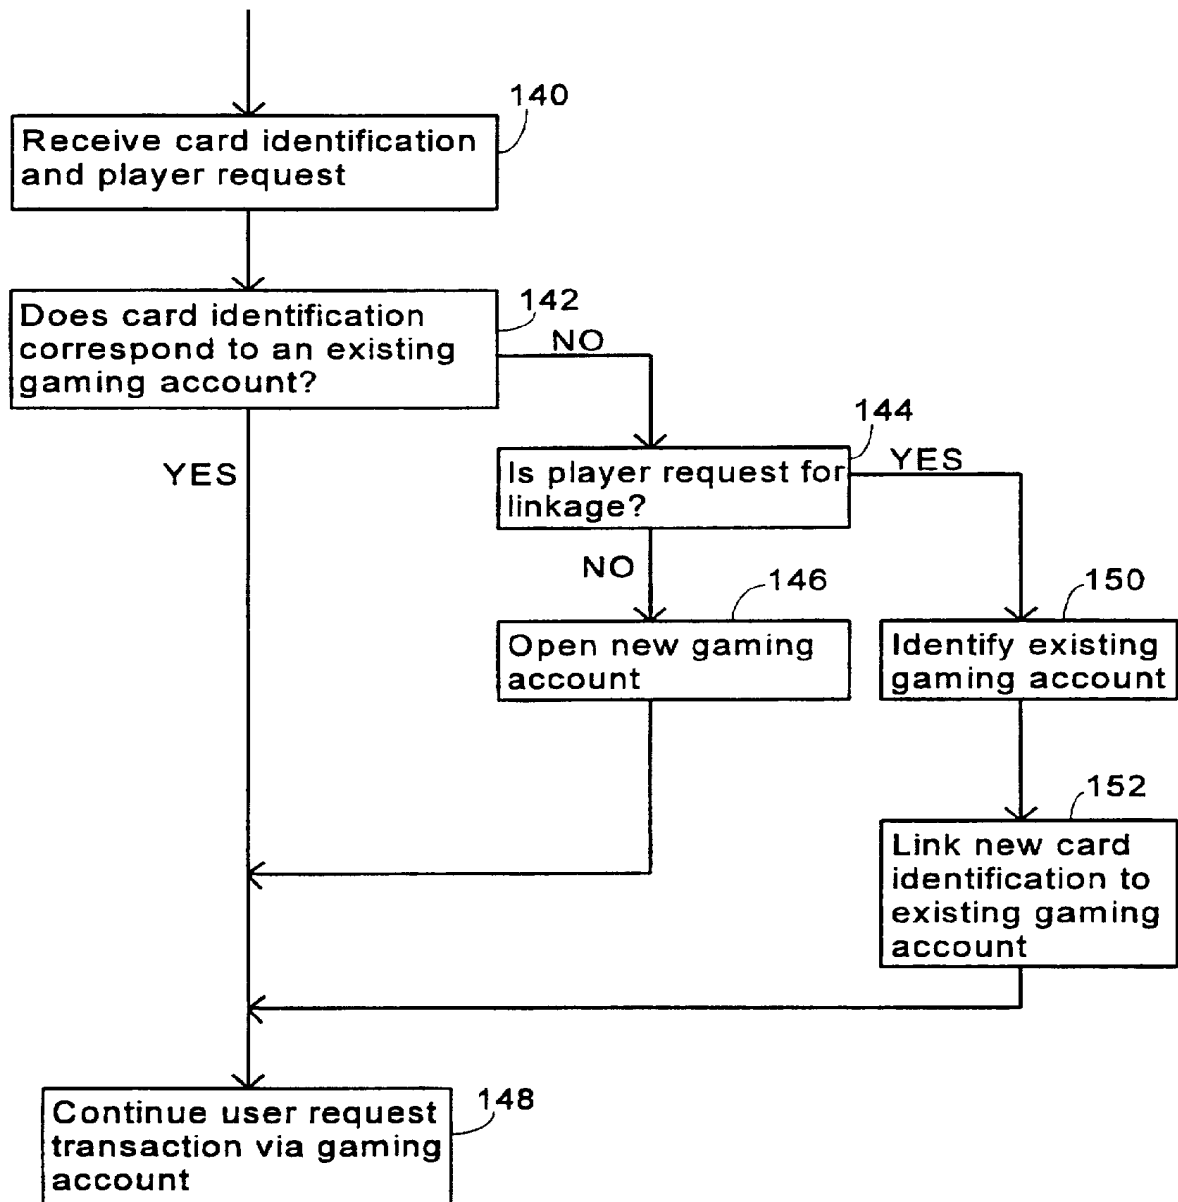 140
Receive card identification
and player request
142
Does card identification
correspond to an existing
gaming account?
NO
144
Is player request for
linkage?
YES
YES
NO
146
Open new gaming
account
150
Identify existing
gaming account
152
Link new card
identification to
existing gaming
account
148
Continue user request
transaction via gaming
account